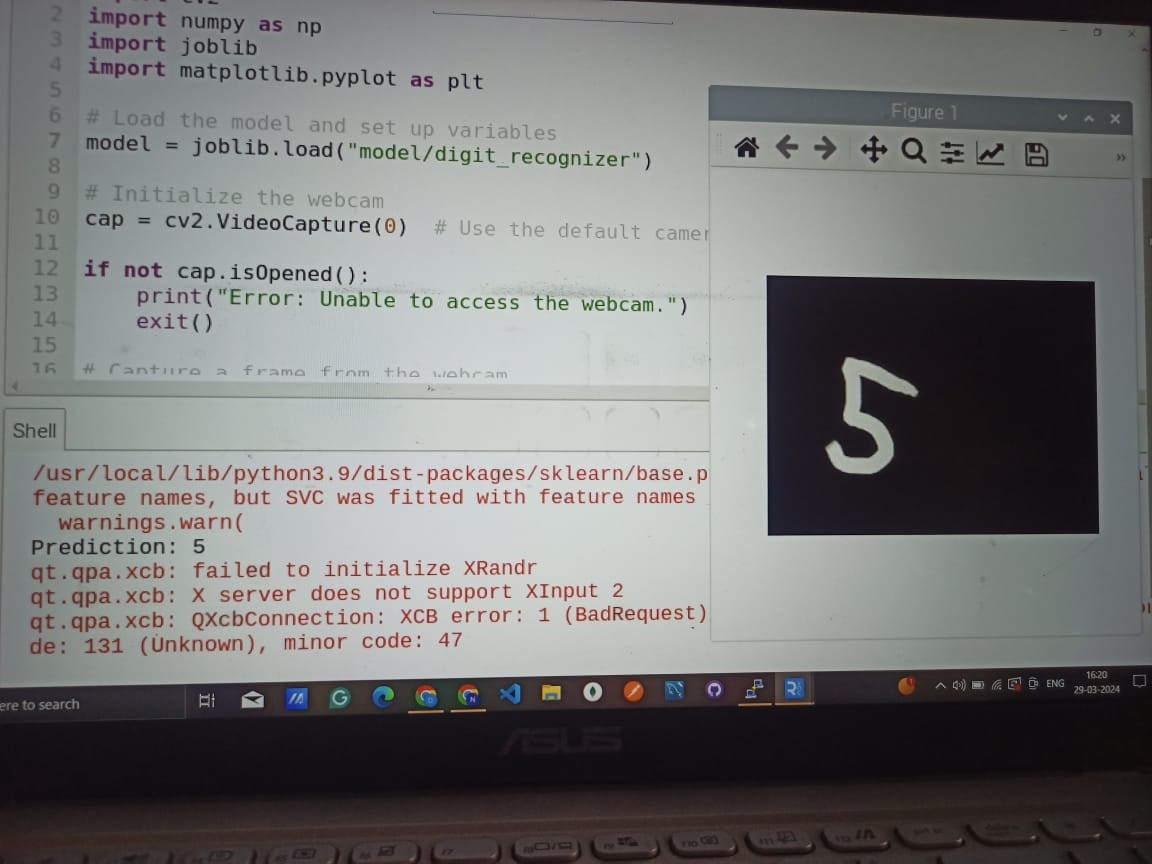 2 import numpy as np
3 import joblib
4 import matplotlib.pyplot as plt
5
6 # Load the model and set up variables
7 model = joblib.load("model/digit_recognizer")
8
9 # Initialize the webcam
10 cap = cv2.VideoCapture(0)  # Use the default camer
11
12 if not cap.isOpened():
13     print("Error: Unable to access the webcam.")
14     exit()
15
16 # Capture a frame from the webcam
Figure 1
5
Shell
/usr/local/lib/python3.9/dist-packages/sklearn/base.p
feature names, but SVC was fitted with feature names
warnings.warn(
Prediction: 5
qt.qpa.xcb: failed to initialize XRandr
qt.qpa.xcb: X server does not support XInput 2
qt.qpa.xcb: QXcbConnection: XCB error: 1 (BadRequest)
de: 131 (Unknown), minor code: 47
ere to search
ENG
16:20
29-03-2024
ASUS